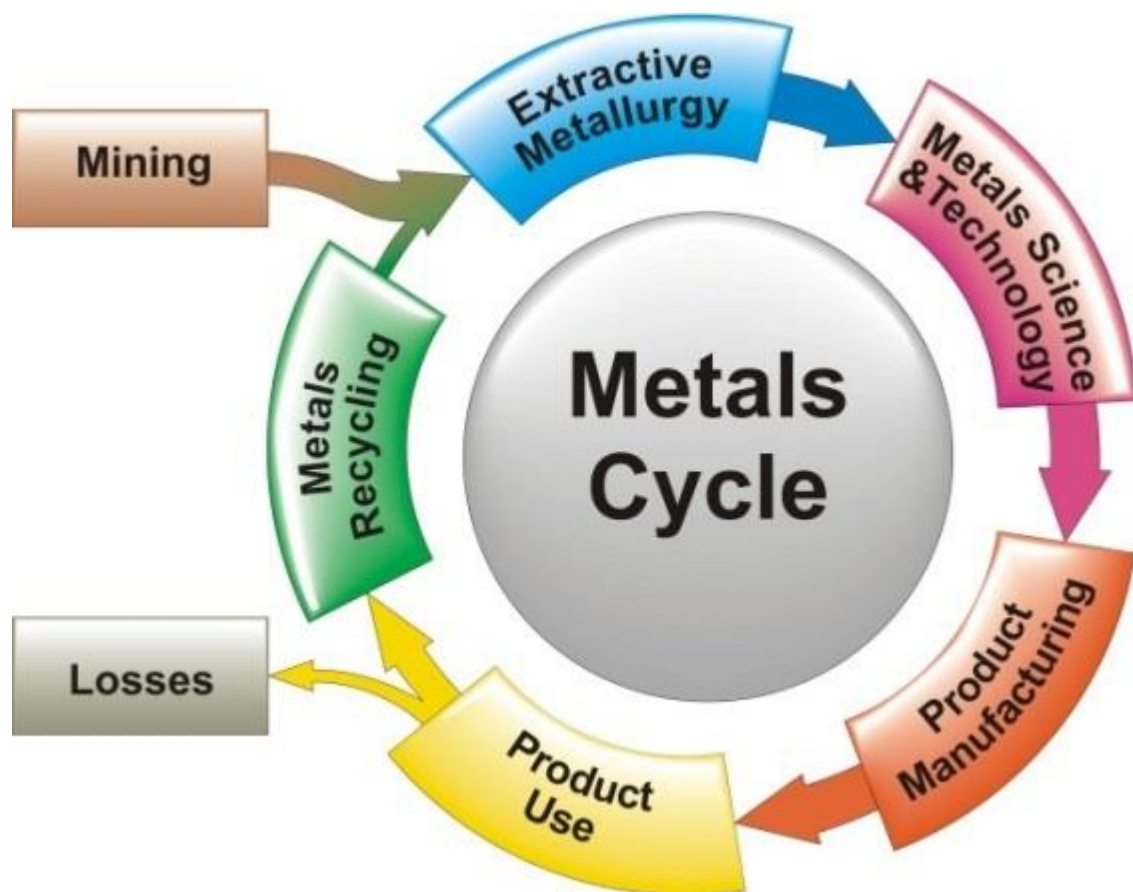 Mining
Extractive
Metallurgy
Metals Science
&Technology
Product
Manufacturing
Product
Use
Losses
Metals
Recycling
Metals
Cycle